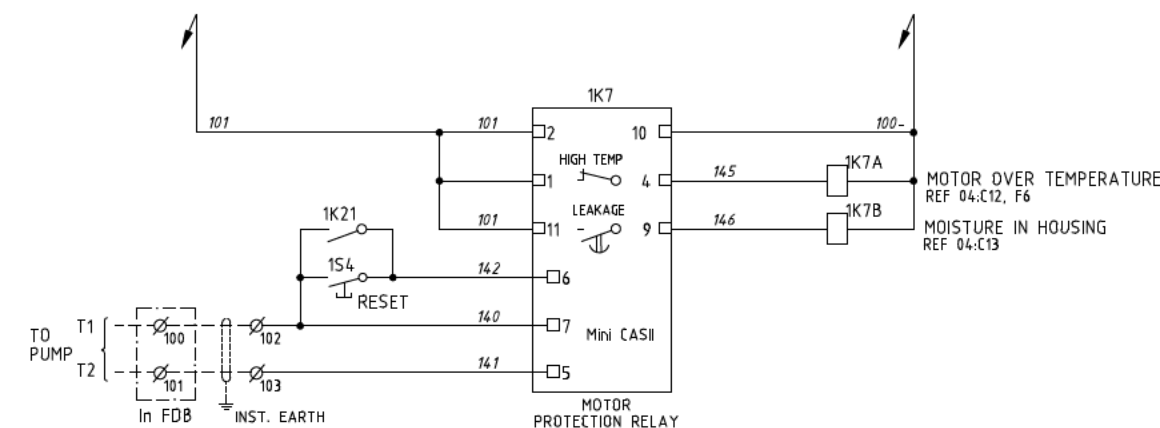 1K7
101
101
2
10
100-
HIGH TEMP
1
4
145
1K7A
MOTOR OVER TEMPERATURE
REF 04:C12, F6
LEAKAGE
101
11
9
146
1K7B
MOISTURE IN HOUSING
REF 04:C13
1K21
1S4
142
6
RESET
TO
PUMP
T1
100
102
140
7
Mini CASII
T2
101
103
141
5
In FDB
INST. EARTH
MOTOR
PROTECTION RELAY